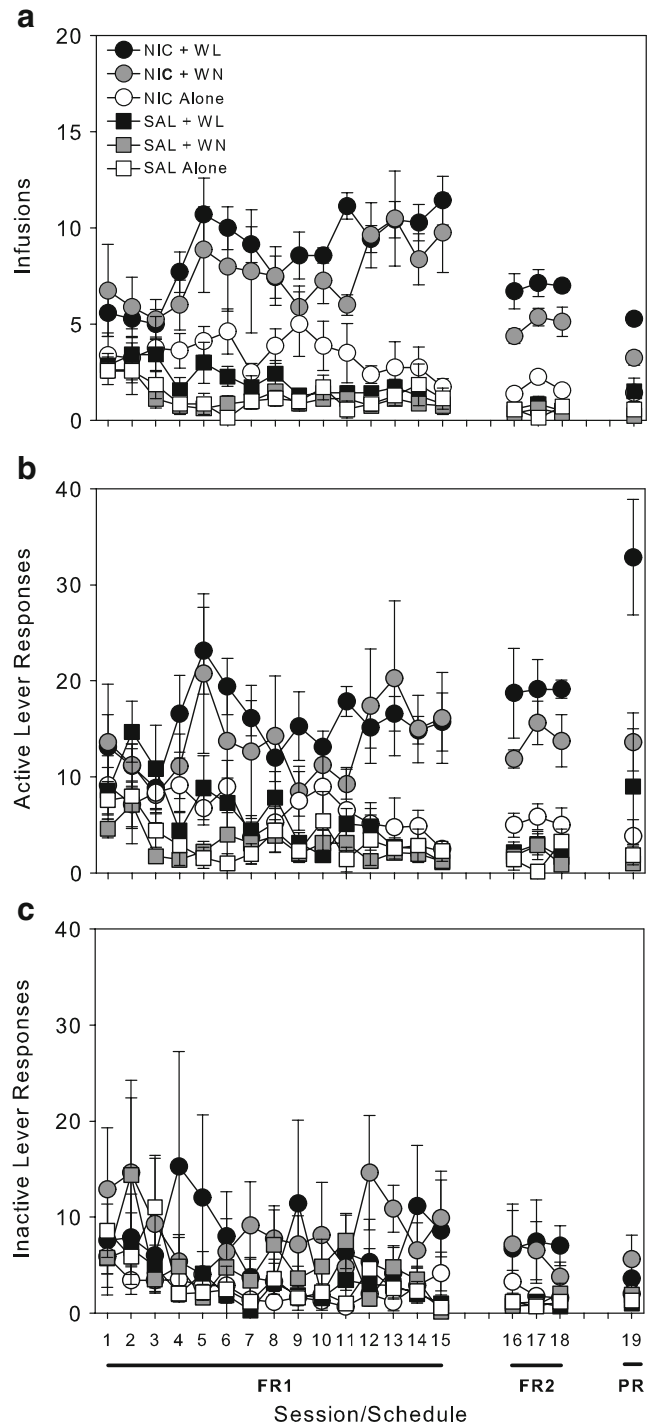 a
20
15
10
5
0
Infusions
NIC + WL
NIC + WN
NIC Alone
SAL + WL
SAL + WN
SAL Alone
b
40
30
20
10
0
Active Lever Responses
c
40
30
20
10
0
Inactive Lever Responses
1 2 3 4 5 6 7 8 9 10 11 12 13 14 15 16 17 18 19
FR1 FR2 PR
Session/Schedule